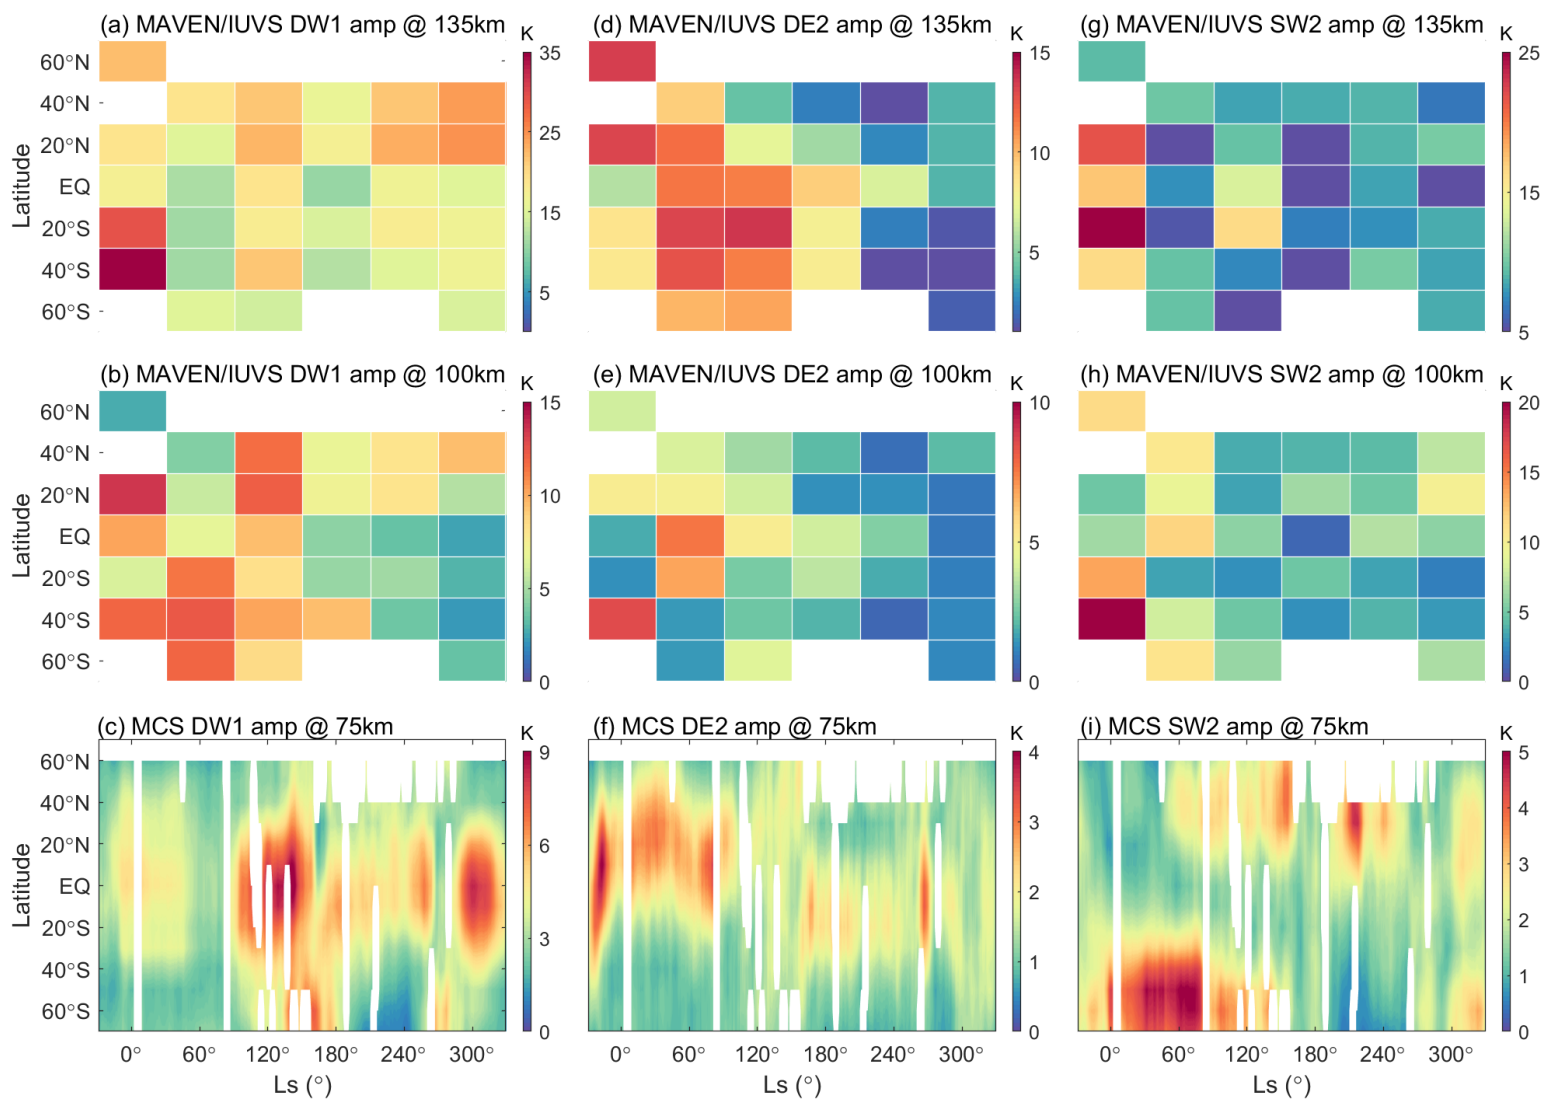 (a) MAVEN/IUVS DW1 amp @ 135km K
(d) MAVEN/IUVS DE2 amp @ 135km K
(g) MAVEN/IUVS SW2 amp @ 135km K
Latitude
60°N
40°N
20°N
EQ
20°S
40°S
60°S
35
25
15
5
15
10
5
25
15
5
(b) MAVEN/IUVS DW1 amp @ 100km K
(e) MAVEN/IUVS DE2 amp @ 100km K
(h) MAVEN/IUVS SW2 amp @ 100km K
Latitude
60°N
40°N
20°N
EQ
20°S
40°S
60°S
15
10
5
0
10
5
0
20
15
10
5
0
(c) MCS DW1 amp @ 75km K
(f) MCS DE2 amp @ 75km K
(i) MCS SW2 amp @ 75km K
Latitude
60°N
40°N
20°N
EQ
20°S
40°S
60°S
9
6
3
0
4
3
2
1
0
5
4
3
2
1
0
0° 60° 120° 180° 240° 300°
0° 60° 120° 180° 240° 300°
0° 60° 120° 180° 240° 300°
Ls (°)
Ls (°)
Ls (°)